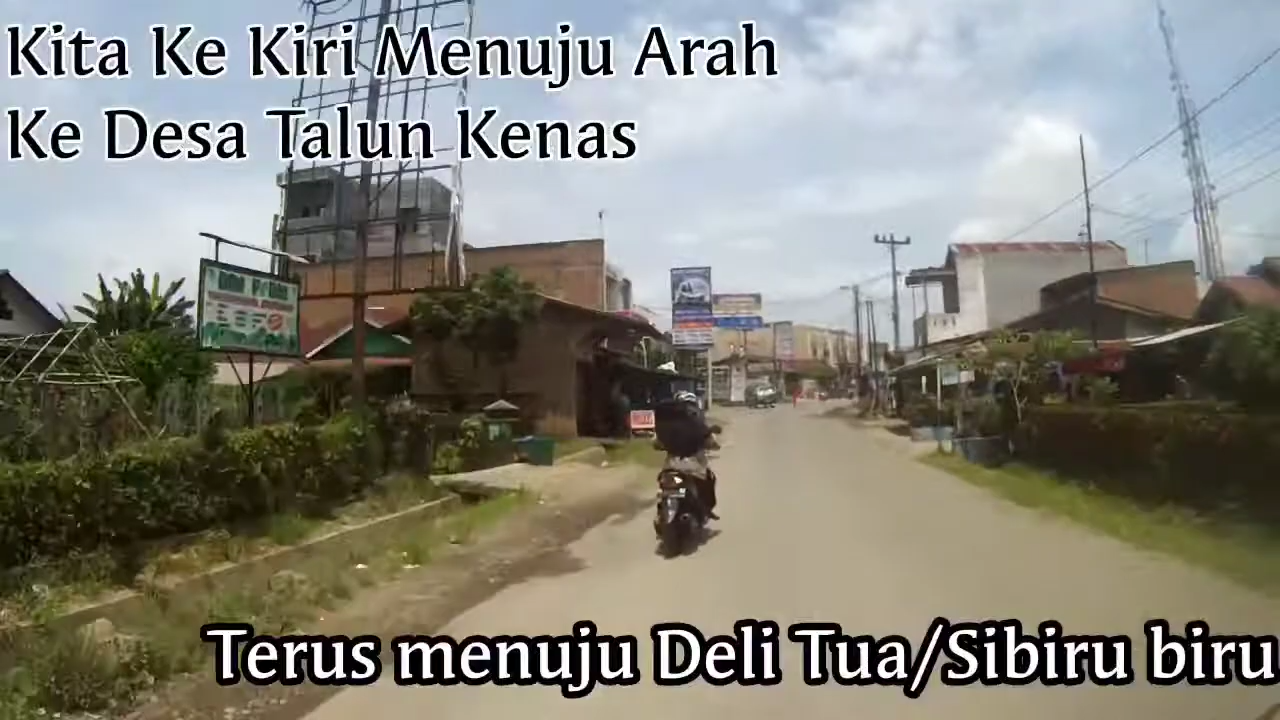 Kita Ke Kiri Menuju Arah
Ke Desa Talun Kenas
Terus menuju Deli Tua/Sibiru biru